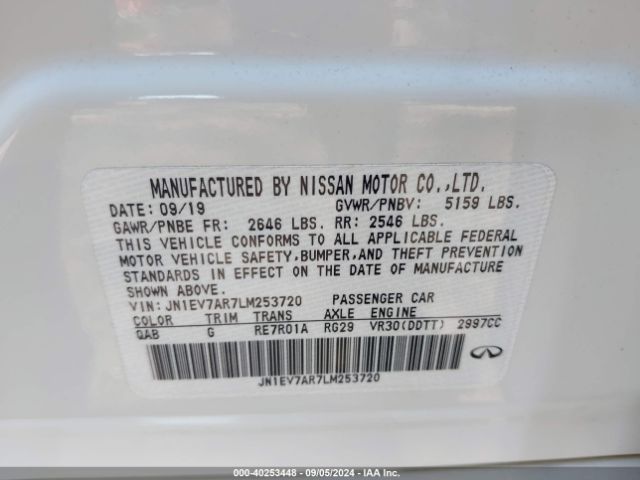 MANUFACTURED BY NISSAN MOTOR CO.,LTD.
DATE: 09/19 GVWR/PNBV: 5159 LBS.
GAWR/PNBE FR: 2646 LBS. RR: 2546 LBS.
THIS VEHICLE CONFORMS TO ALL APPLICABLE FEDERAL
MOTOR VEHICLE SAFETY, BUMPER, AND THEFT PREVENTION
STANDARDS IN EFFECT ON THE DATE OF MANUFACTURE
SHOWN ABOVE.
VIN: JN1EV7AR7LM253720 PASSENGER CAR
COLOR TRIM TRANS AXLE ENGINE
QAB G RE7R01A RG29 VR30(DDTT) 2997CC
JN1EV7AR7LM253720
000-40253448 - 09/05/2024 - IAA Inc.